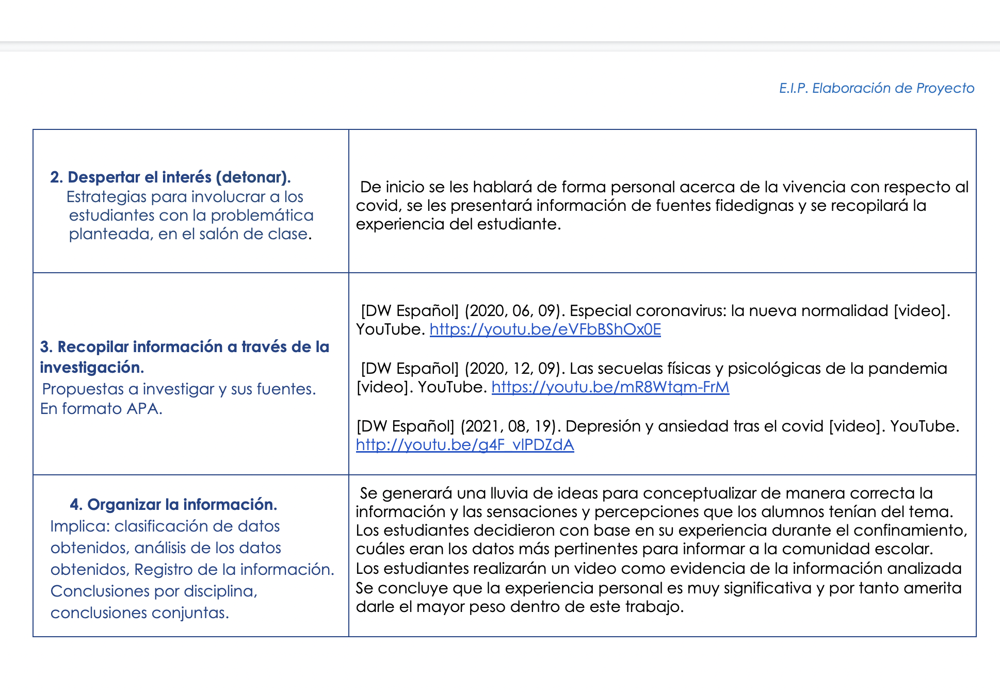 E.I.P. Elaboración de Proyecto
2. Despertar el interés (detonar).
Estrategias para involucrar a los
estudiantes con la problemática
planteada, en el salón de clase.
De inicio se les hablará de forma personal acerca de la vivencia con respecto al
covid, se les presentará información de fuentes fidedignas y se recopilará la
experiencia del estudiante.
3. Recopilar información a través de la
investigación.
Propuestas a investigar y sus fuentes.
En formato APA.
[DW Español] (2020, 06, 09). Especial coronavirus: la nueva normalidad [video].
YouTube. https://youtu.be/eVFbBShOx0E
[DW Español] (2020, 12, 09). Las secuelas físicas y psicológicas de la pandemia
[video]. YouTube. https://youtu.be/mR8Wtqm-FrM
[DW Español] (2021, 08, 19). Depresión y ansiedad tras el covid [video]. YouTube.
http://youtu.be/g4F_vlPDZdA
4. Organizar la información.
Implica: clasificación de datos
obtenidos, análisis de los datos
obtenidos, Registro de la información.
Conclusiones por disciplina,
conclusiones conjuntas.
Se generará una lluvia de ideas para conceptualizar de manera correcta la
información y las sensaciones y percepciones que los alumnos tenían del tema.
Los estudiantes decidieron con base en su experiencia durante el confinamiento,
cuáles eran los datos más pertinentes para informar a la comunidad escolar.
Los estudiantes realizarán un video como evidencia de la información analizada
Se concluye que la experiencia personal es muy significativa y por tanto amerita
darle el mayor peso dentro de este trabajo.